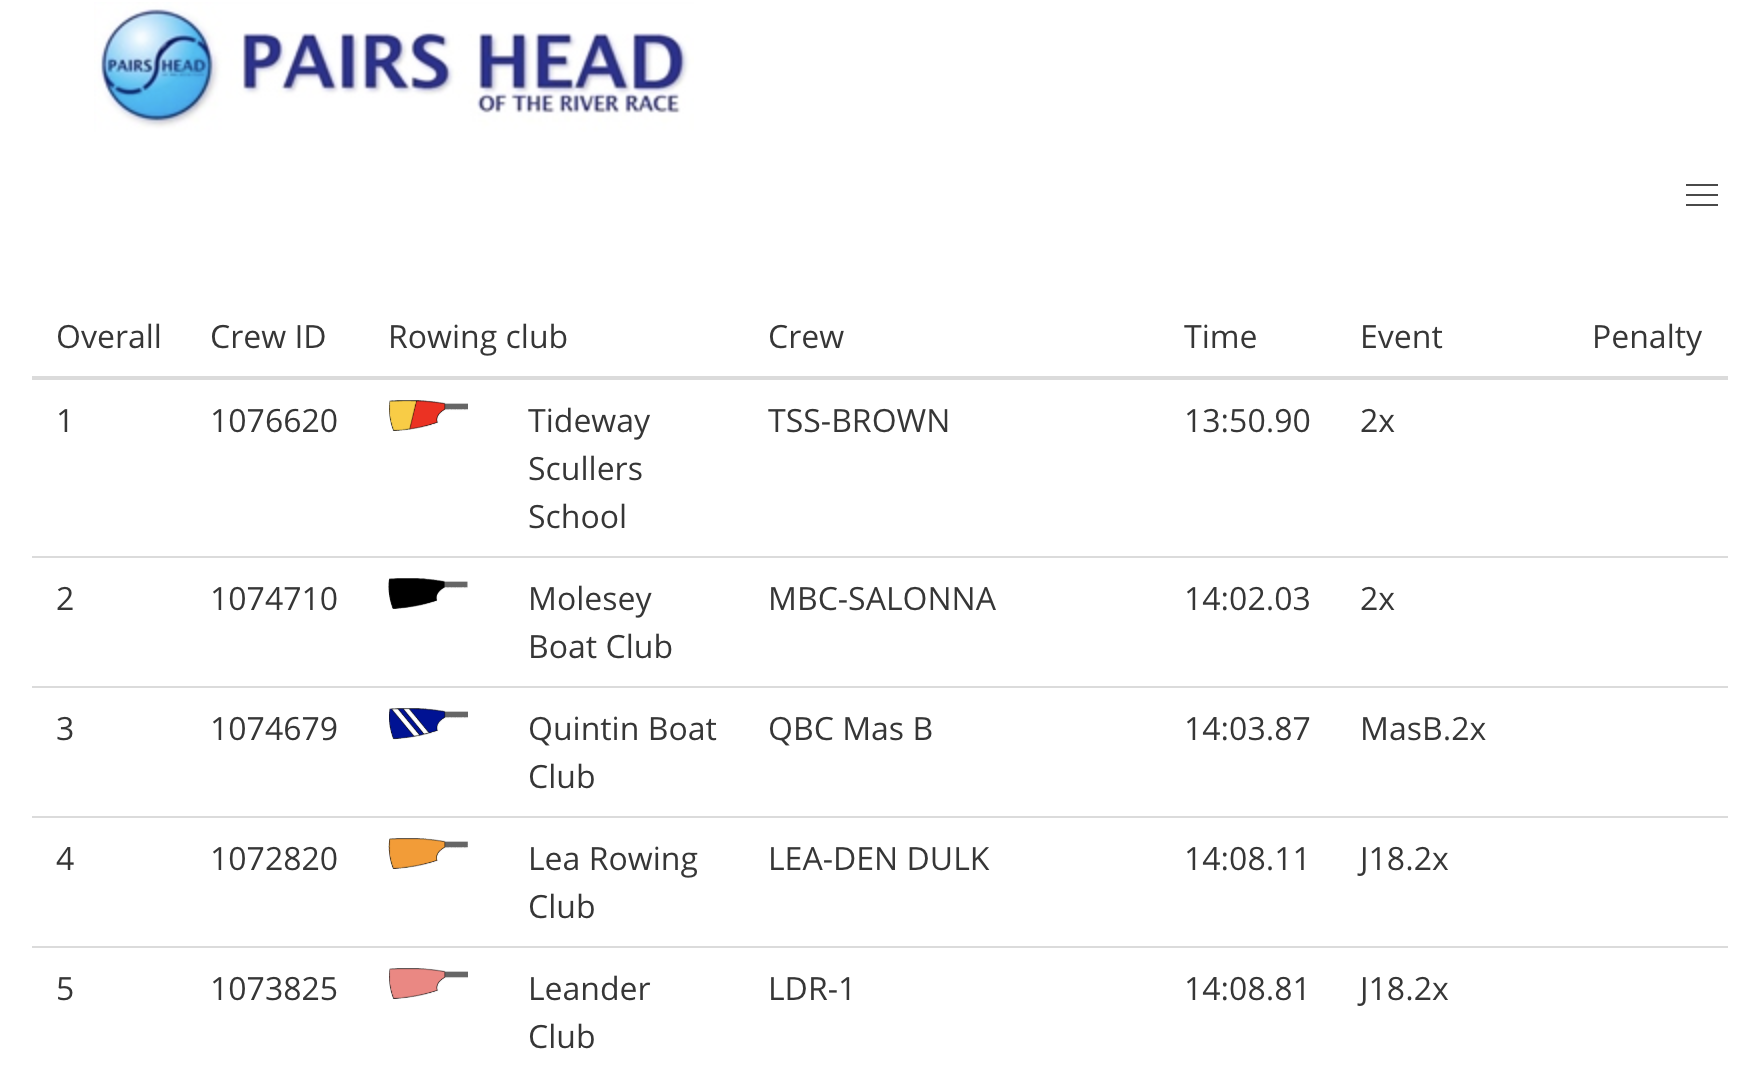 PAIRS HEAD
PAIRS HEAD
OF THE RIVER RACE
Overall Crew ID Rowing club Crew Time Event Penalty
1 1076620 Tideway TSS-BROWN 13:50.90 2x
Scullers
School
2 1074710 Molesey MBC-SALONNA 14:02.03 2x
Boat Club
3 1074679 Quintin Boat QBC Mas B 14:03.87 MasB.2x
Club
4 1072820 Lea Rowing LEA-DEN DULK 14:08.11 J18.2x
Club
5 1073825 Leander LDR-1 14:08.81 J18.2x
Club